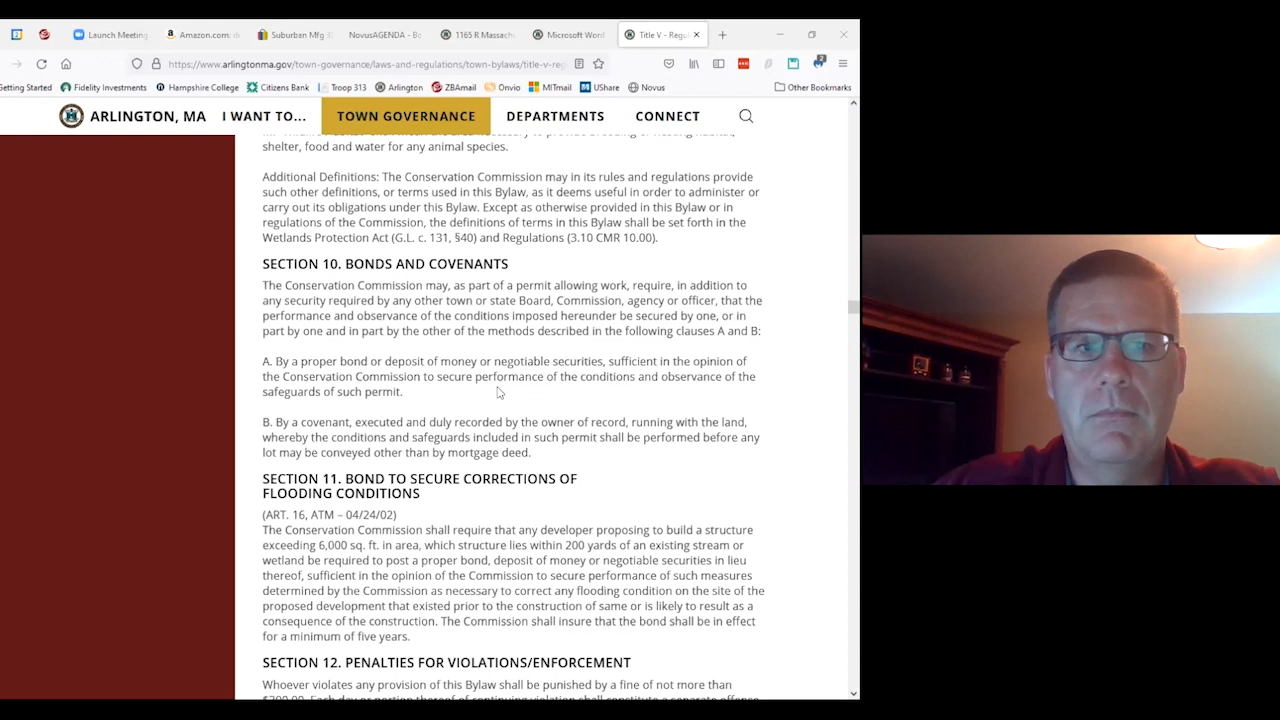 Launch Meeting
Amazon.com: d
Suburban Mfg
NovusAGENDA - Bo
1165 R Massach
Microsoft Word
Title V - Regul
https://www.arlingtonma.gov/town-governance/laws-and-regulations/town-bylaws/title-v-reg
Getting Started
Fidelity Investments
Hampshire College
Citizens Bank
Troop 313
Arlington
ZBAmail
Onvio
MITmail
UShare
Novus
Other Bookmarks
ARLINGTON, MA
I WANT TO...
TOWN GOVERNANCE
DEPARTMENTS
CONNECT
shelter, food and water for any animal species.
Additional Definitions: The Conservation Commission may in its rules and regulations provide
such other definitions, or terms used in this Bylaw, as it deems useful in order to administer or
carry out its obligations under this Bylaw. Except as otherwise provided in this Bylaw or in
regulations of the Commission, the definitions of terms in this Bylaw shall be set forth in the
Wetlands Protection Act (G.L. c. 131, §40) and Regulations (3.10 CMR 10.00).
SECTION 10. BONDS AND COVENANTS
The Conservation Commission may, as part of a permit allowing work, require, in addition to
any security required by any other town or state Board, Commission, agency or officer, that the
performance and observance of the conditions imposed hereunder be secured by one, or in
part by one and in part by the other of the methods described in the following clauses A and B:
A. By a proper bond or deposit of money or negotiable securities, sufficient in the opinion of
the Conservation Commission to secure performance of the conditions and observance of the
safeguards of such permit.
B. By a covenant, executed and duly recorded by the owner of record, running with the land,
whereby the conditions and safeguards included in such permit shall be performed before any
lot may be conveyed other than by mortgage deed.
SECTION 11. BOND TO SECURE CORRECTIONS OF
FLOODING CONDITIONS
(ART. 16, ATM – 04/24/02)
The Conservation Commission shall require that any developer proposing to build a structure
exceeding 6,000 sq. ft. in area, which structure lies within 200 yards of an existing stream or
wetland be required to post a proper bond, deposit of money or negotiable securities in lieu
thereof, sufficient in the opinion of the Commission to secure performance of such measures
determined by the Commission as necessary to correct any flooding condition on the site of the
proposed development that existed prior to the construction of same or is likely to result as a
consequence of the construction. The Commission shall insure that the bond shall be in effect
for a minimum of five years.
SECTION 12. PENALTIES FOR VIOLATIONS/ENFORCEMENT
Whoever violates any provision of this Bylaw shall be punished by a fine of not more than
$300.00. Each day or portion thereof of continuing violation shall constitute a separate offense